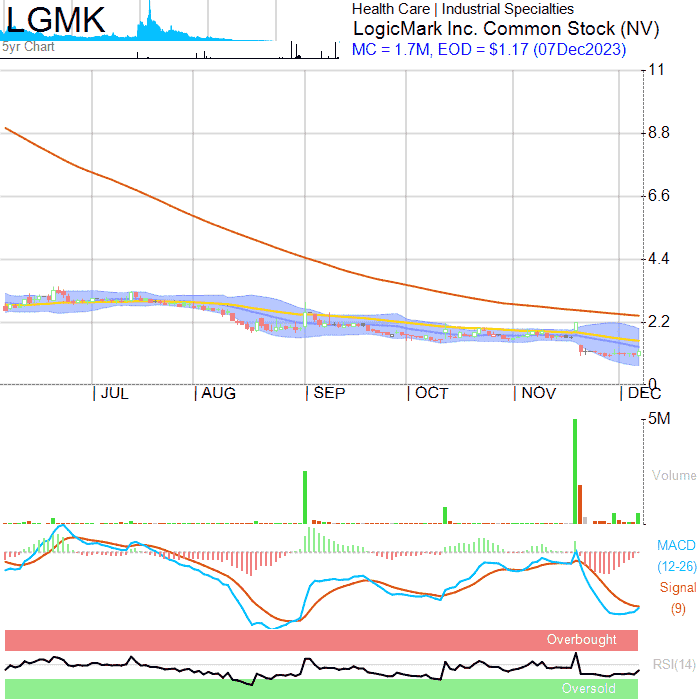 LGMK
5yr Chart
Health Care | Industrial Specialties
LogicMark Inc. Common Stock (NV)
MC = 1.7M, EOD = $1.17 (07Dec2023)
11
8.8
6.6
4.4
2.2
0
JUL AUG SEP OCT NOV DEC
5M
Volume
MACD
(12-26)
Signal
(9)
Overbought
RSI(14)
Oversold